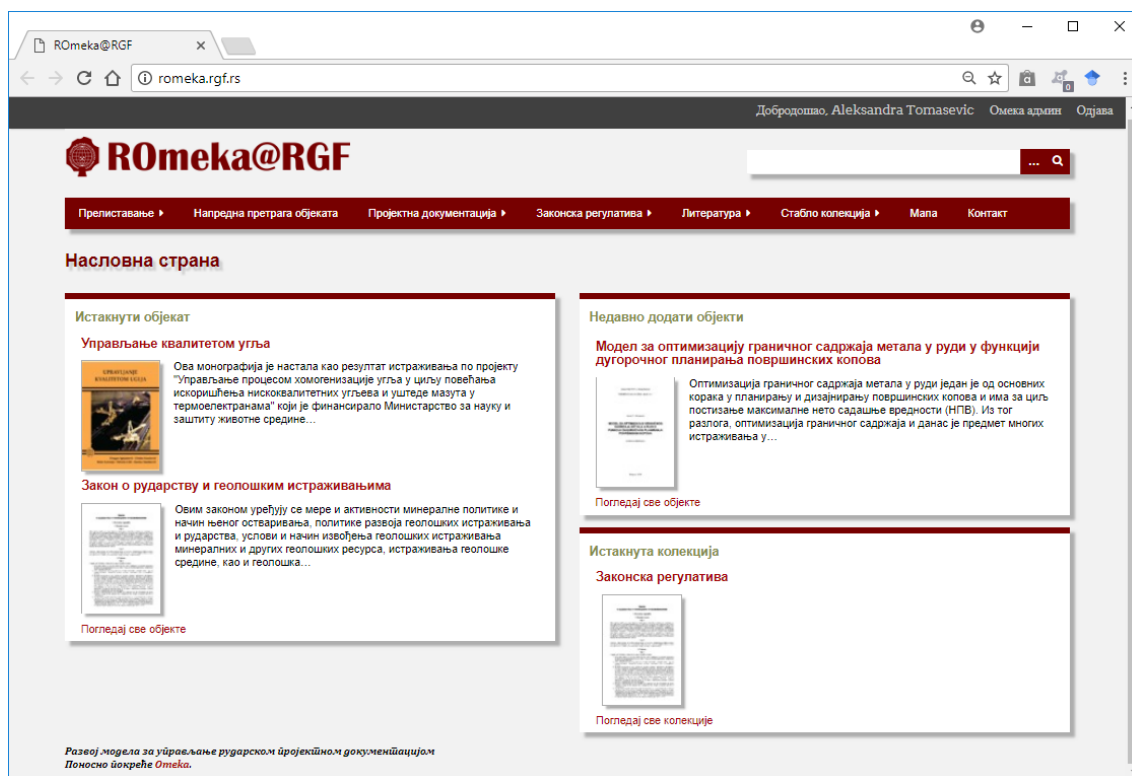 ROmeka@RGF
romeka.rgf.rs
0
Добродошао, Aleksandra Tomasevic Омека админ Одјава
ROmeka@RGF
...
Прелиставање Напредна претрага објеката Пројектна документација Законска регулатива Литература Стабло колекција Мапа Контакт
Насловна страна
Истакнути објекат
Управљање квалитетом угља
UPRAVLJANJE
KVALITETOM UGLJA
Ова монографија је настала као резултат истраживања по пројекту
"Управљање процесом хомогенизације угља у циљу повећања
искоришћења нискоквалитетних угљева и уштеде мазута у
термоелектранама" који је финансирало Министарство за науку и
заштиту животне средине…
Закон о рударству и геолошким истраживањима
Овим законом уређују се мере и активности минералне политике и
начин њеног остваривања, политике развоја геолошких истраживања
и рударства, услови и начин извођења геолошких истраживања
минералних и других геолошких ресурса, истраживања геолошке
средине, као и геолошка…
Погледај све објекте
Недавно додати објекти
Модел за оптимизацију граничног садржаја метала у руди у функцији
дугорочног планирања површинских копова
Оптимизација граничног садржаја метала у руди један је од основних
корака у планирању и дизајнирању површинских копова и има за циљ
постизање максималне нето садашње вредности (НПВ). Из тог
разлога, оптимизација граничног садржаја и данас је предмет многих
истраживања у…
Погледај све објекте
Истакнута колекција
Законска регулатива
Погледај све колекције
Развој модела за управљање рударском пројектном документацијом
Поносно покреће Omeka.